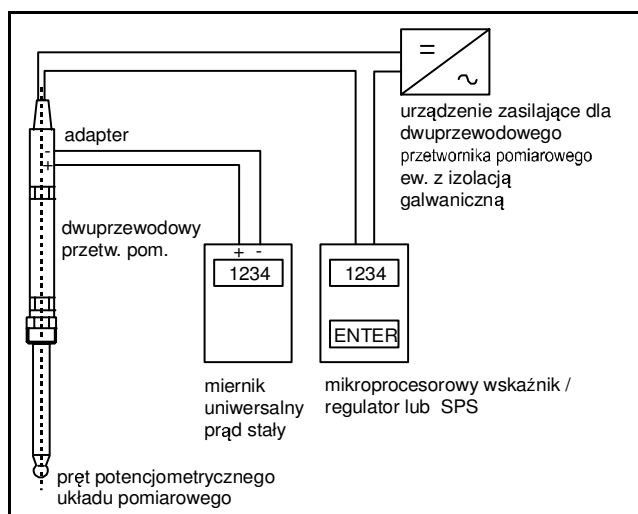 urządzenie zasilające dla
dwuprzewodowego
przetwornika pomiarowego
ew. z izolacją
galwaniczną
adapter
-
+
dwuprzewodowy
przetw. pom.
+ -
1234
1234
ENTER
miernik
uniwersalny
prąd stały
mikroprocesorowy wskaźnik /
regulator lub SPS
pręt potencjometrycznego
układu pomiarowego